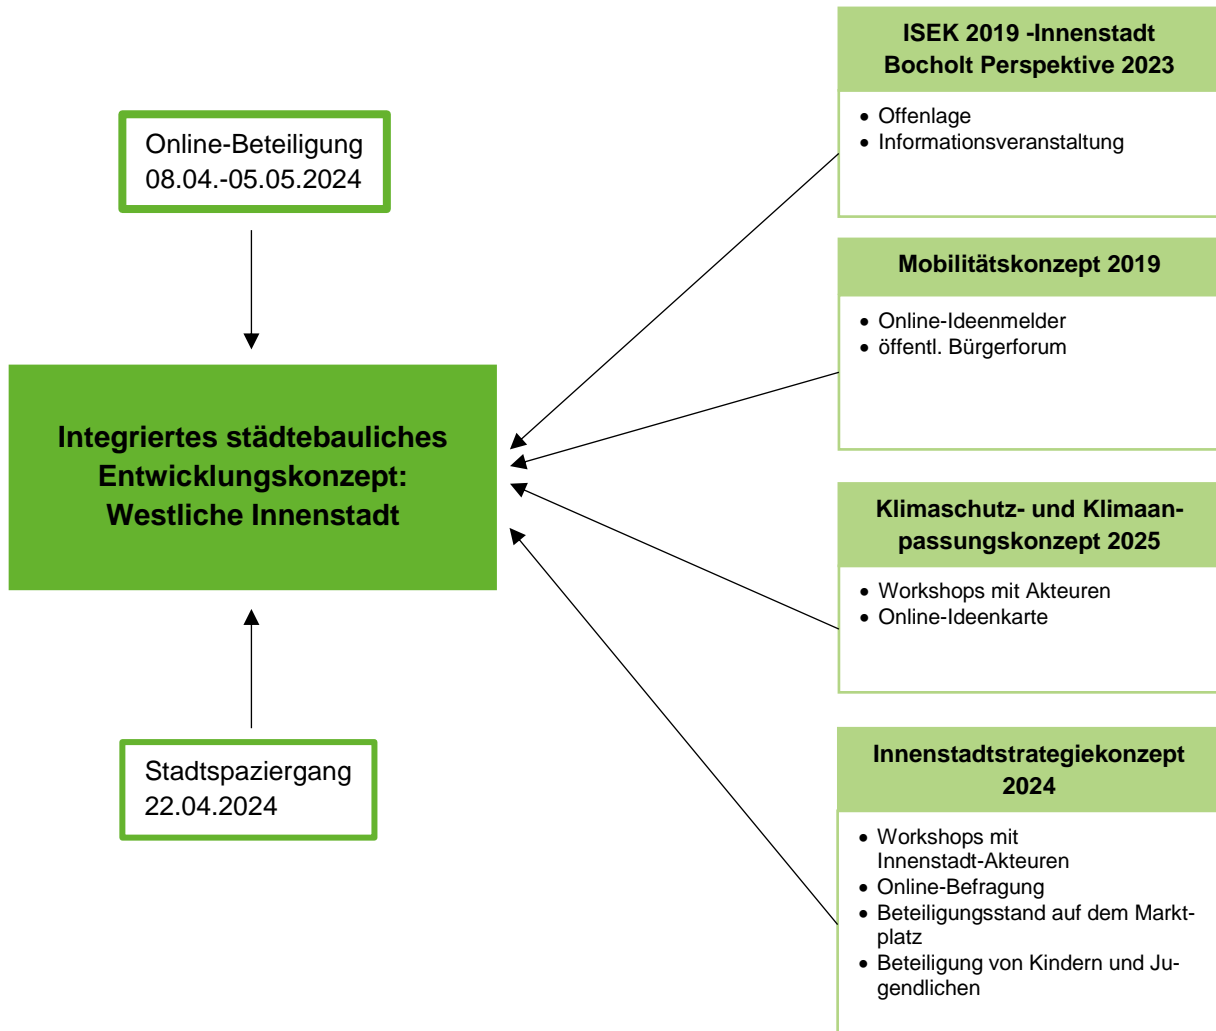 Online-Beteiligung
08.04.-05.05.2024
Integriertes städtebauliches
Entwicklungskonzept:
Westliche Innenstadt
Stadtspaziergang
22.04.2024
ISEK 2019 -Innenstadt
Bocholt Perspektive 2023
• Offenlage
• Informationsveranstaltung
Mobilitätskonzept 2019
• Online-Ideenmelder
• öffentl. Bürgerforum
Klimaschutz- und Klimaan-
passungskonzept 2025
• Workshops mit Akteuren
• Online-Ideenkarte
Innenstadtstrategiekonzept
2024
• Workshops mit
Innenstadt-Akteuren
• Online-Befragung
• Beteiligungsstand auf dem Markt-
platz
• Beteiligung von Kindern und Ju-
gendlichen